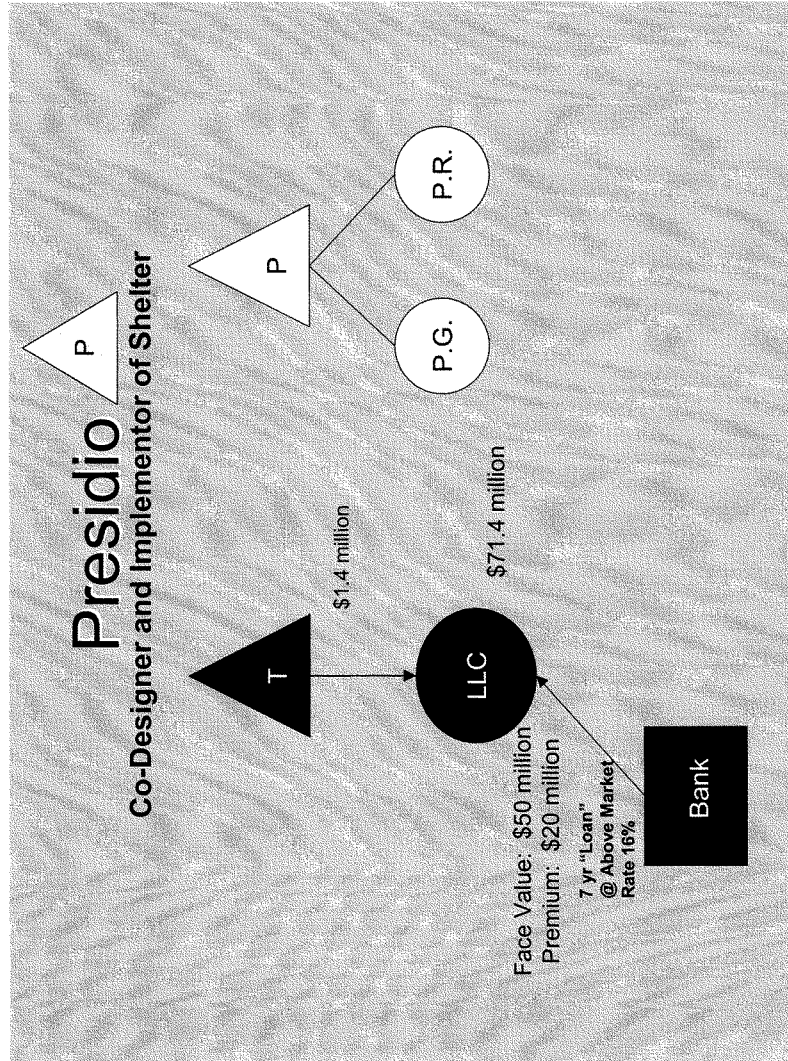 Presidio
P
Co-Designer and Implementor of Shelter
T
P
$1.4 million
P.G.
P.R.
LLC
$71.4 million
Face Value: $50 million
Premium: $20 million
7 yr "Loan"
@ Above Market
Rate 16%
Bank